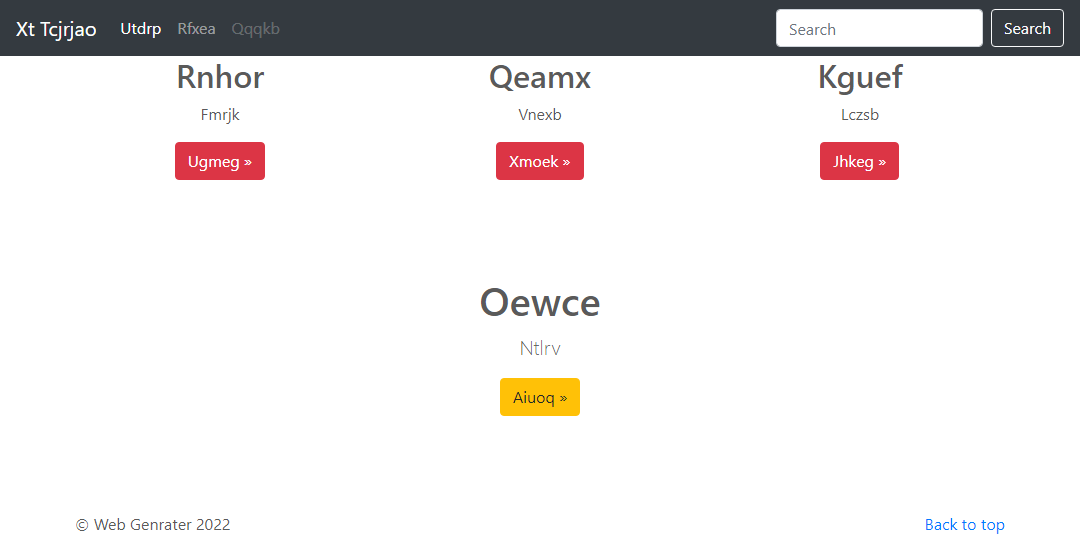 Xt Tcjrjao Utdrp Rfxea Qqqkb Search Search
Rnhor Qeamx Kguef
Fmrjk Vnexb Lczsb
Ugmeg » Xmoek » Jhkeg »
Oewce
Ntlrv
Aiuoq »
© Web Genrater 2022 Back to top